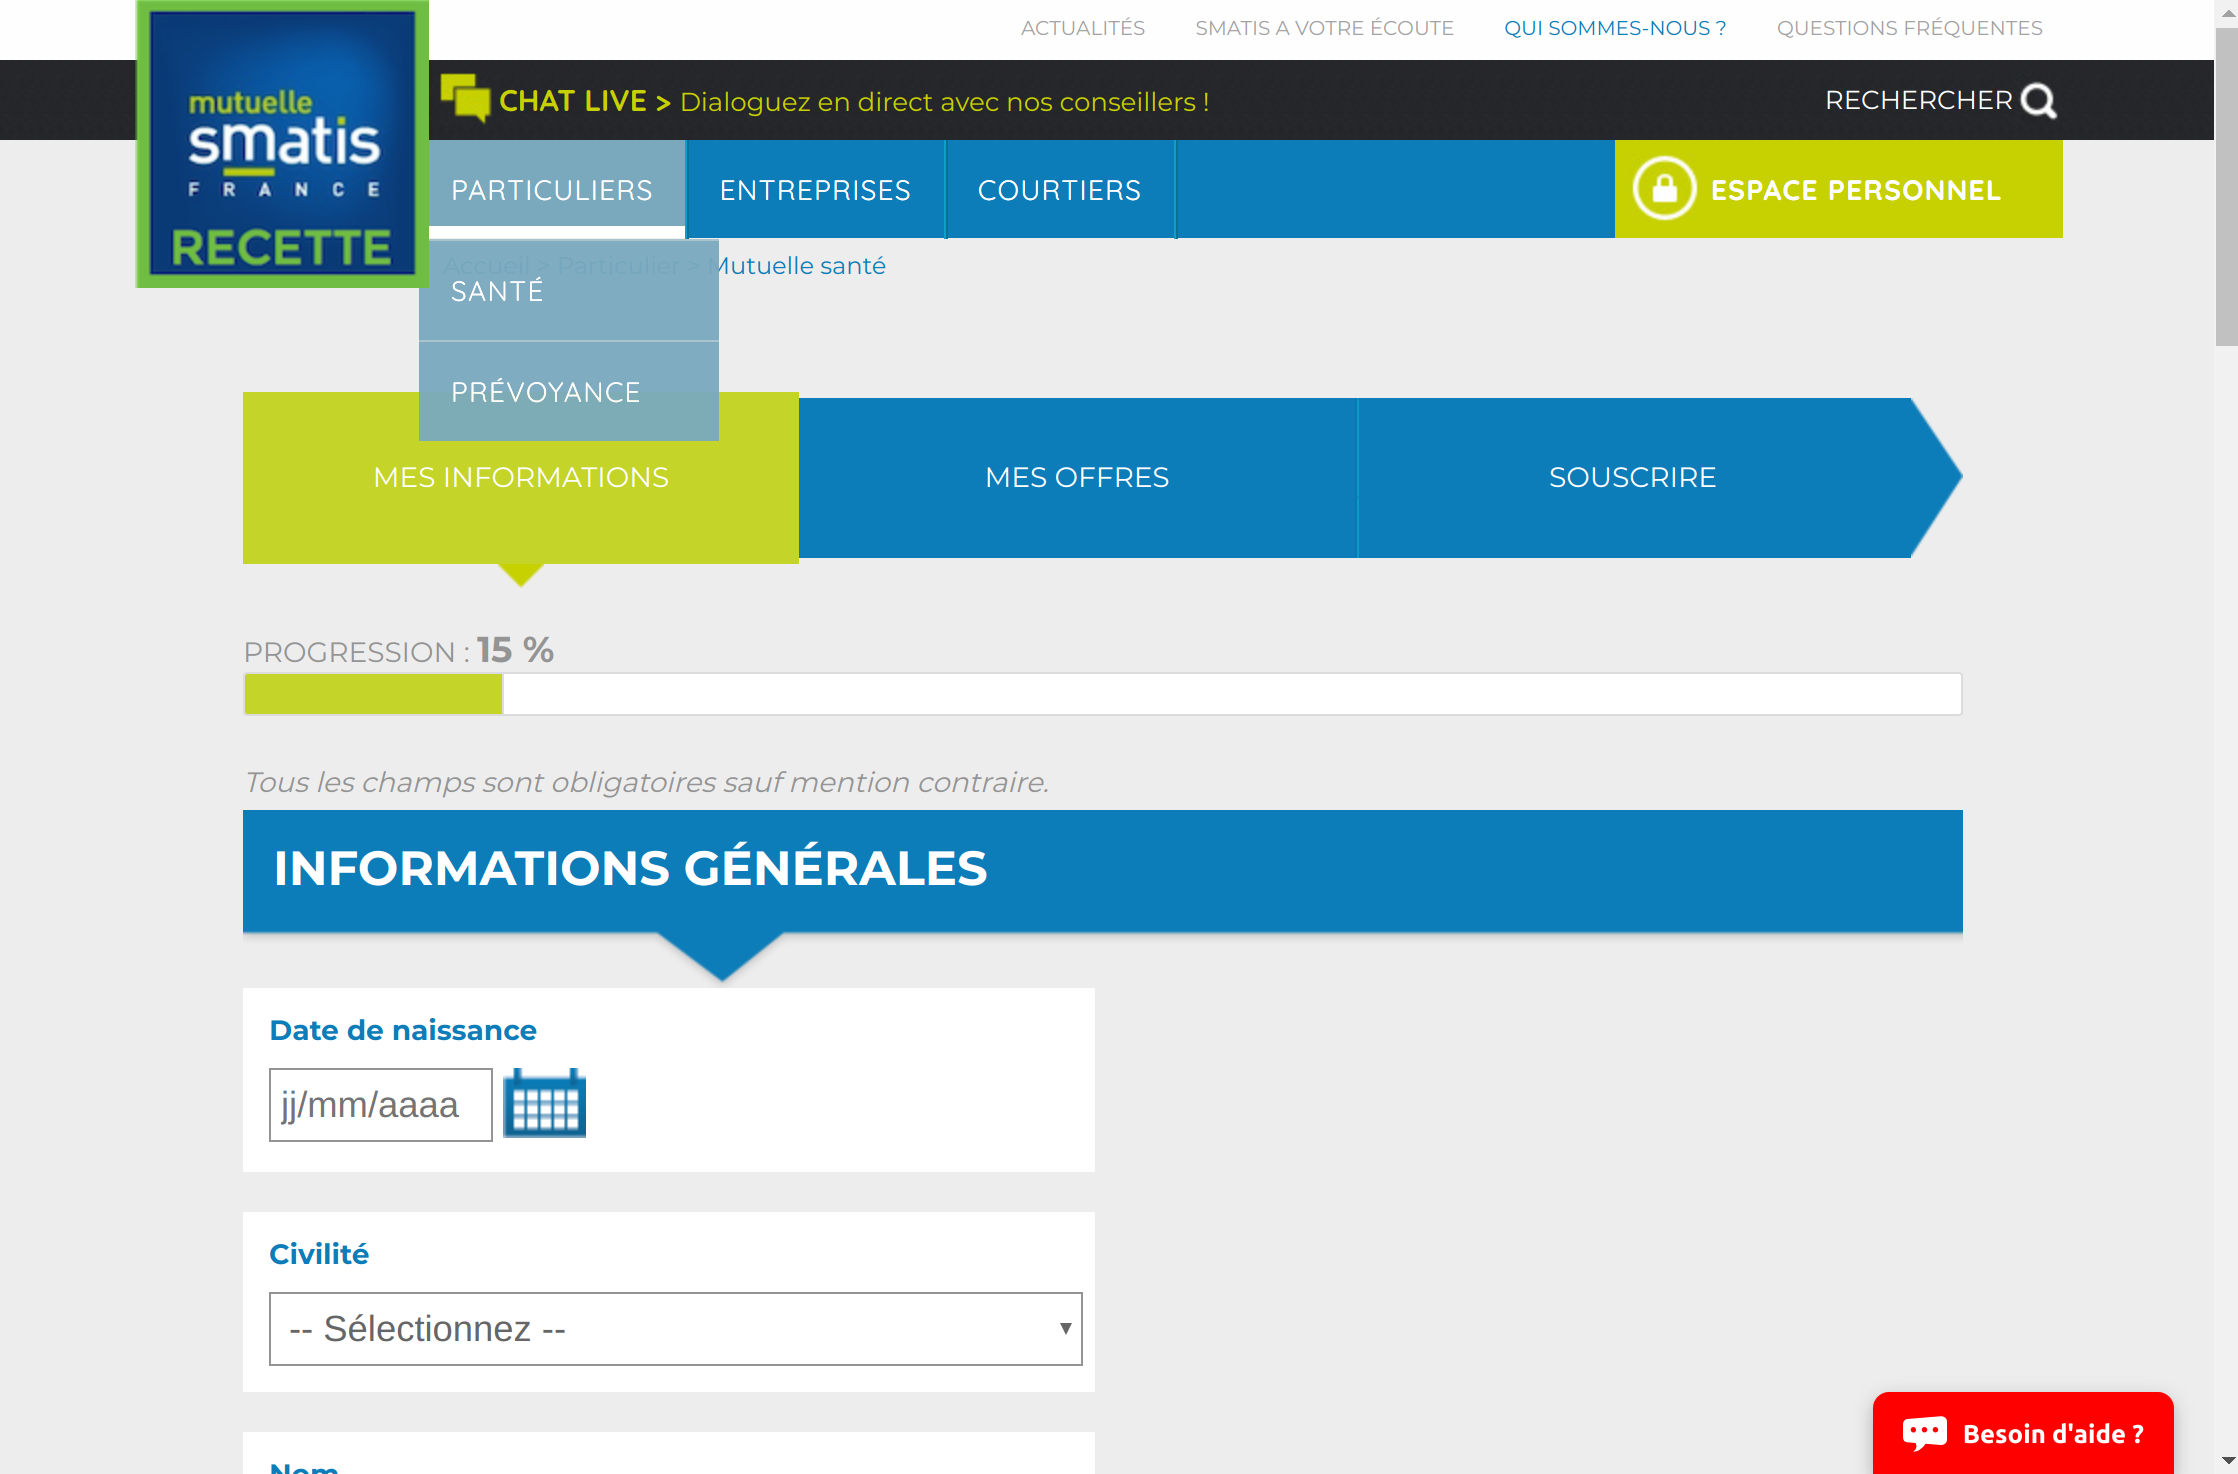 ACTUALITÉS SMATIS A VOTRE ÉCOUTE QUI SOMMES-NOUS ? QUESTIONS FRÉQUENTES
mutuelle
smatis
FRANCE
RECETTE
CHAT LIVE > Dialoguez en direct avec nos conseillers !
RECHERCHER
PARTICULIERS ENTREPRISES COURTIERS ESPACE PERSONNEL
Accueil > Particulier > Mutuelle santé
SANTÉ
PRÉVOYANCE
MES INFORMATIONS MES OFFRES SOUSCRIRE
PROGRESSION : 15 %
Tous les champs sont obligatoires sauf mention contraire.
INFORMATIONS GÉNÉRALES
Date de naissance
jj/mm/aaaa
Civilité
-- Sélectionnez --
Nom
Besoin d'aide ?